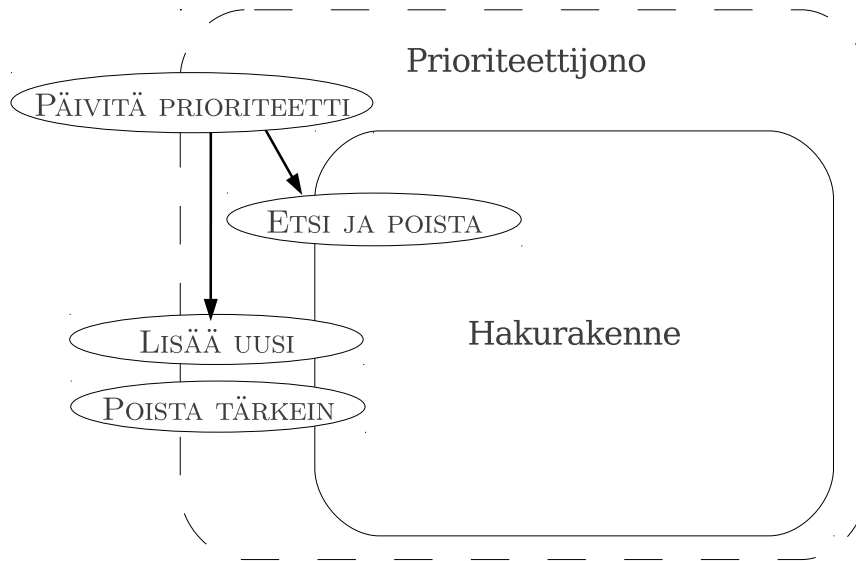 Prioriteettijono
Päivitä prioriteetti
Etsi ja poista
Hakurakenne
Lisää uusi
Poista tärkein